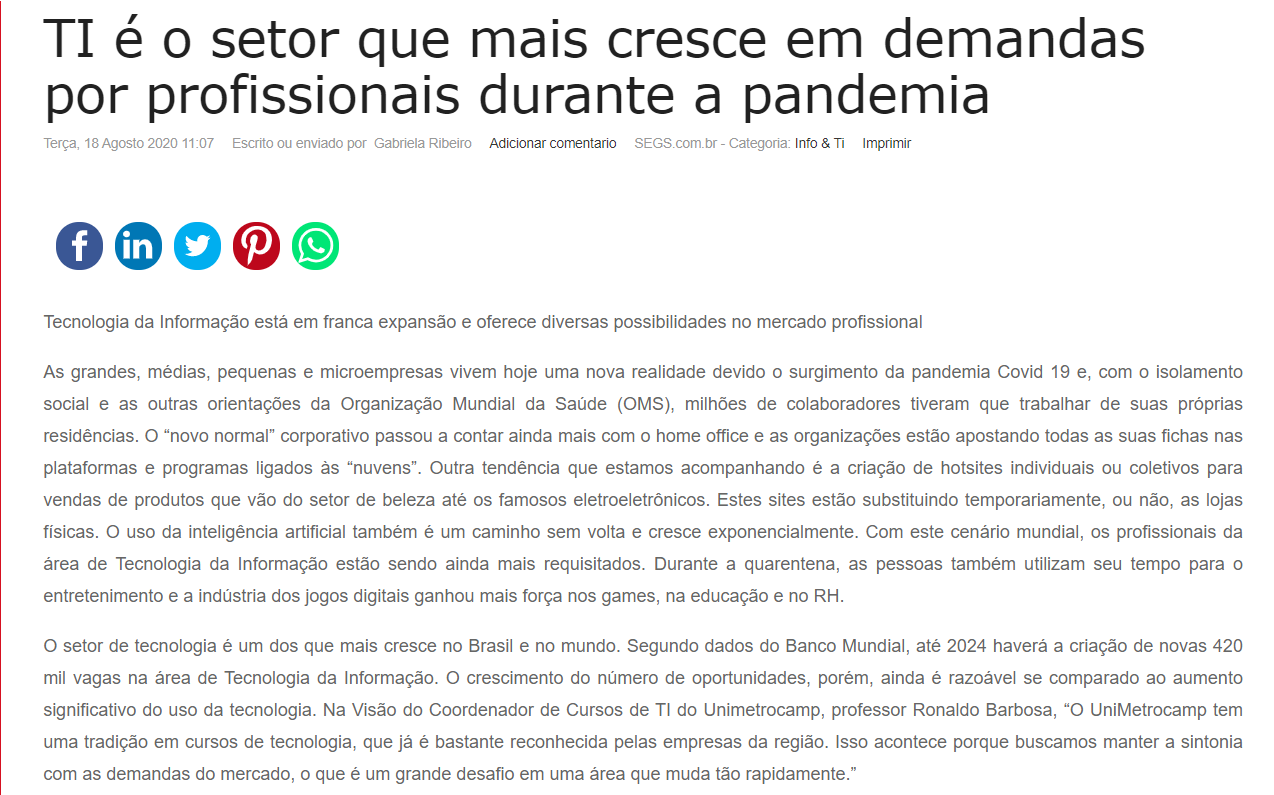 TI é o setor que mais cresce em demandas
por profissionais durante a pandemia
Terça, 18 Agosto 2020 11:07 Escrito ou enviado por Gabriela Ribeiro Adicionar comentario SEGS.com.br - Categoria: Info & Ti Imprimir
Tecnologia da Informação está em franca expansão e oferece diversas possibilidades no mercado profissional
As grandes, médias, pequenas e microempresas vivem hoje uma nova realidade devido o surgimento da pandemia Covid 19 e, com o isolamento
social e as outras orientações da Organização Mundial da Saúde (OMS), milhões de colaboradores tiveram que trabalhar de suas próprias
residências. O “novo normal” corporativo passou a contar ainda mais com o home office e as organizações estão apostando todas as suas fichas nas
plataformas e programas ligados às “nuvens”. Outra tendência que estamos acompanhando é a criação de hotsites individuais ou coletivos para
vendas de produtos que vão do setor de beleza até os famosos eletroeletrônicos. Estes sites estão substituindo temporariamente, ou não, as lojas
físicas. O uso da inteligência artificial também é um caminho sem volta e cresce exponencialmente. Com este cenário mundial, os profissionais da
área de Tecnologia da Informação estão sendo ainda mais requisitados. Durante a quarentena, as pessoas também utilizam seu tempo para o
entretenimento e a indústria dos jogos digitais ganhou mais força nos games, na educação e no RH.
O setor de tecnologia é um dos que mais cresce no Brasil e no mundo. Segundo dados do Banco Mundial, até 2024 haverá a criação de novas 420
mil vagas na área de Tecnologia da Informação. O crescimento do número de oportunidades, porém, ainda é razoável se comparado ao aumento
significativo do uso da tecnologia. Na Visão do Coordenador de Cursos de TI do Unimetrocamp, professor Ronaldo Barbosa, “O UniMetrocamp tem
uma tradição em cursos de tecnologia, que já é bastante reconhecida pelas empresas da região. Isso acontece porque buscamos manter a sintonia
com as demandas do mercado, o que é um grande desafio em uma área que muda tão rapidamente.”